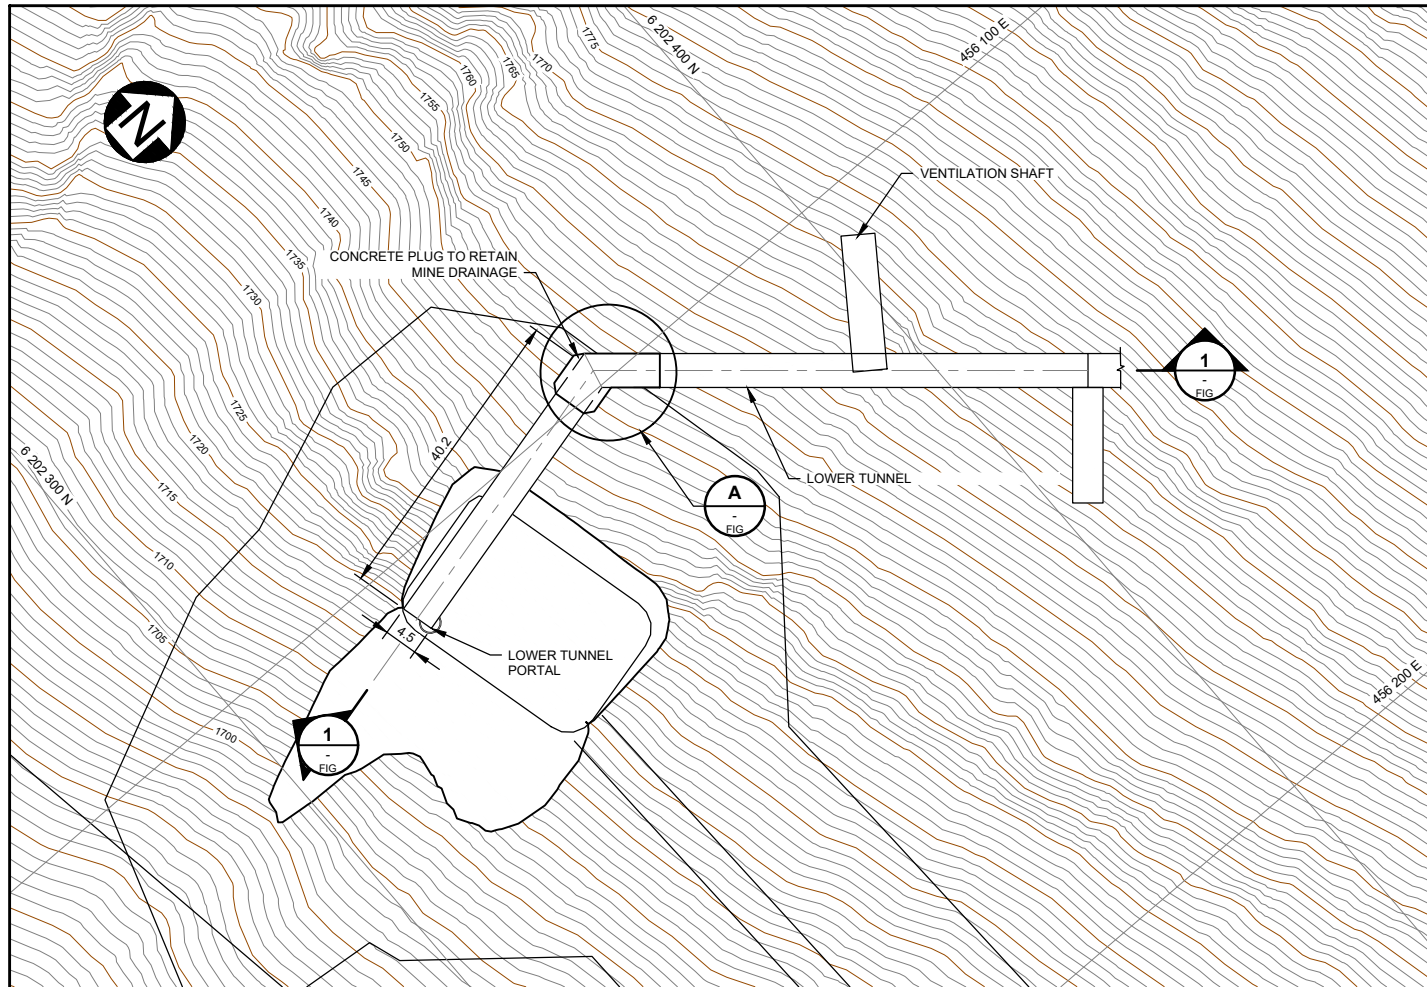 1775
6 202 400 N
456 100 E
1770
1765
1760
1755
1750
1745
1740
1735
1730
1725
1720
1715
1710
1705
1700
N
VENTILATION SHAFT
CONCRETE PLUG TO RETAIN
MINE DRAINAGE
1
-
FIG
40.2
6 202 300 N
LOWER TUNNEL
A
-
FIG
4.5
LOWER TUNNEL
PORTAL
456 200 E
1
-
FIG